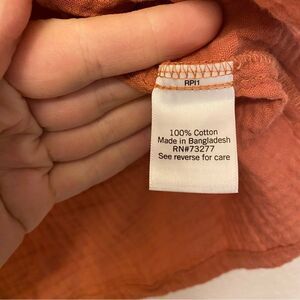 RPI1
100% Cotton
Made in Bangladesh
RN#73277
See reverse for care